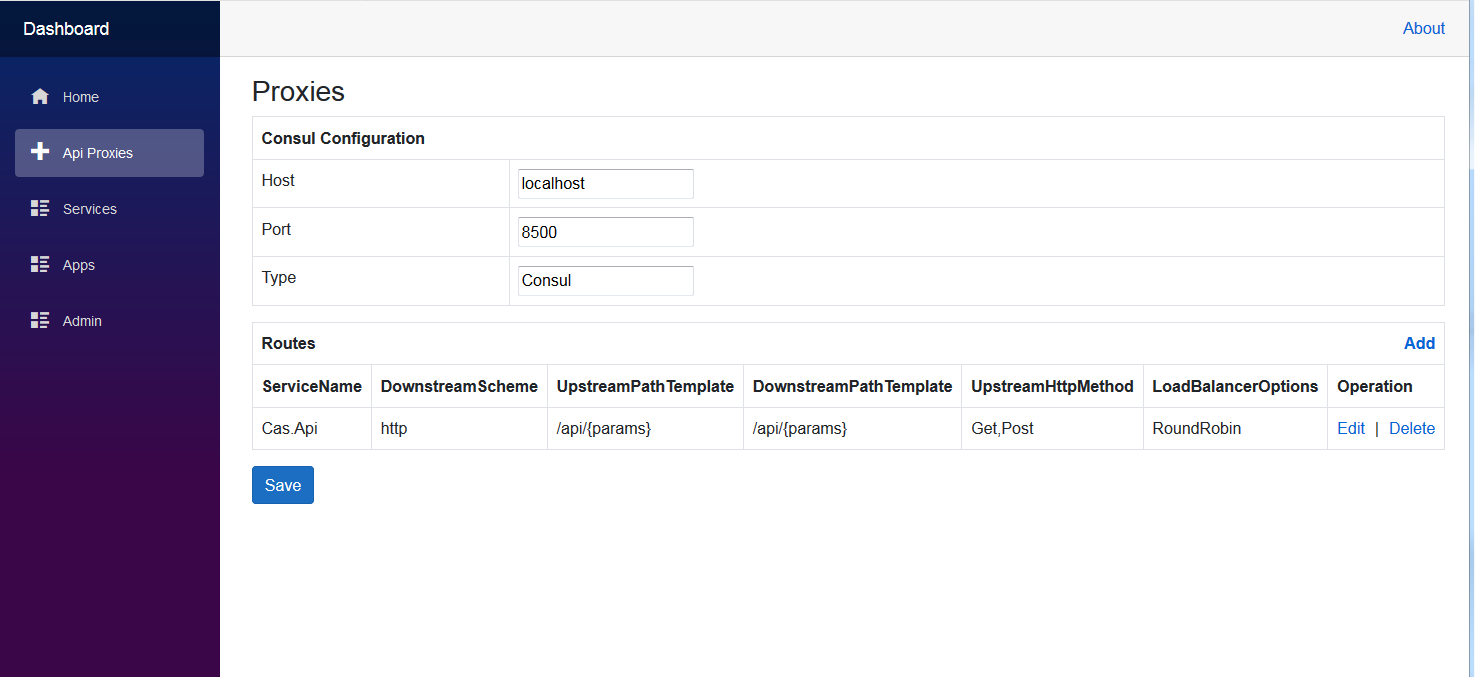 Dashboard
About
Home
Api Proxies
Services
Apps
Admin
Proxies
Consul Configuration
Host localhost
Port 8500
Type Consul
Routes Add
ServiceName DownstreamScheme UpstreamPathTemplate DownstreamPathTemplate UpstreamHttpMethod LoadBalancerOptions Operation
Cas.Api http /api/{params} /api/{params} Get,Post RoundRobin Edit | Delete
Save